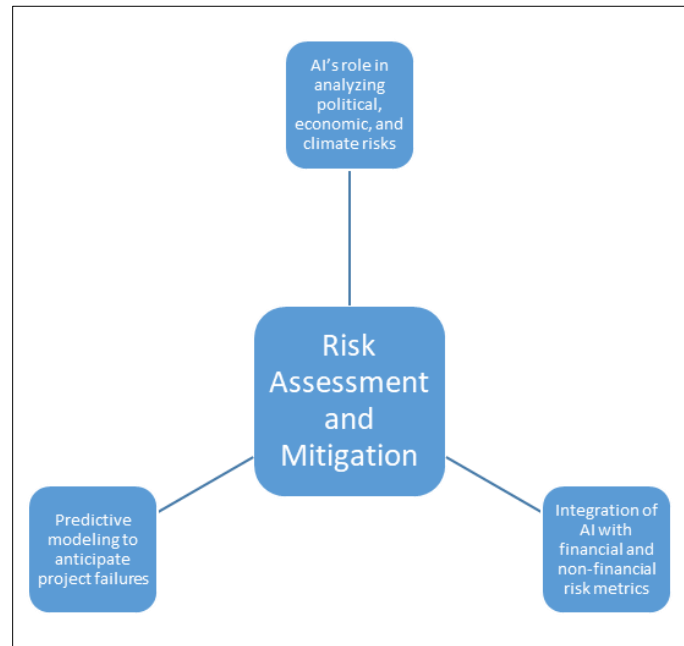 AI's role in
analyzing
political,
economic, and
climate risks
Risk
Assessment
and
Mitigation
Predictive
modeling to
anticipate
project failures
Integration of
AI with
financial and
non-financial
risk metrics